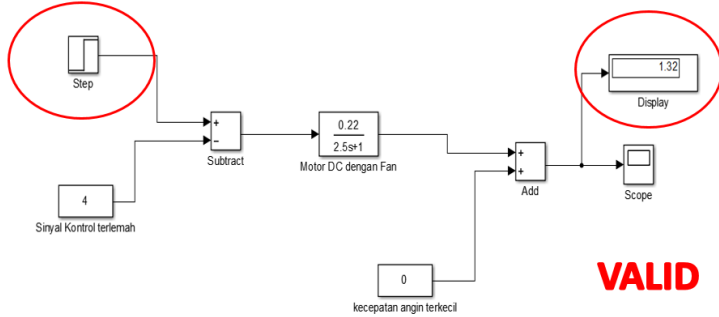 Step
+
−
Subtract
4
Sinyal Kontrol terlemah
0.22
2.5s+1
Motor DC dengan Fan
+
+
Add
0
kecepatan angin terkecil
1.32
Display
Scope
VALID